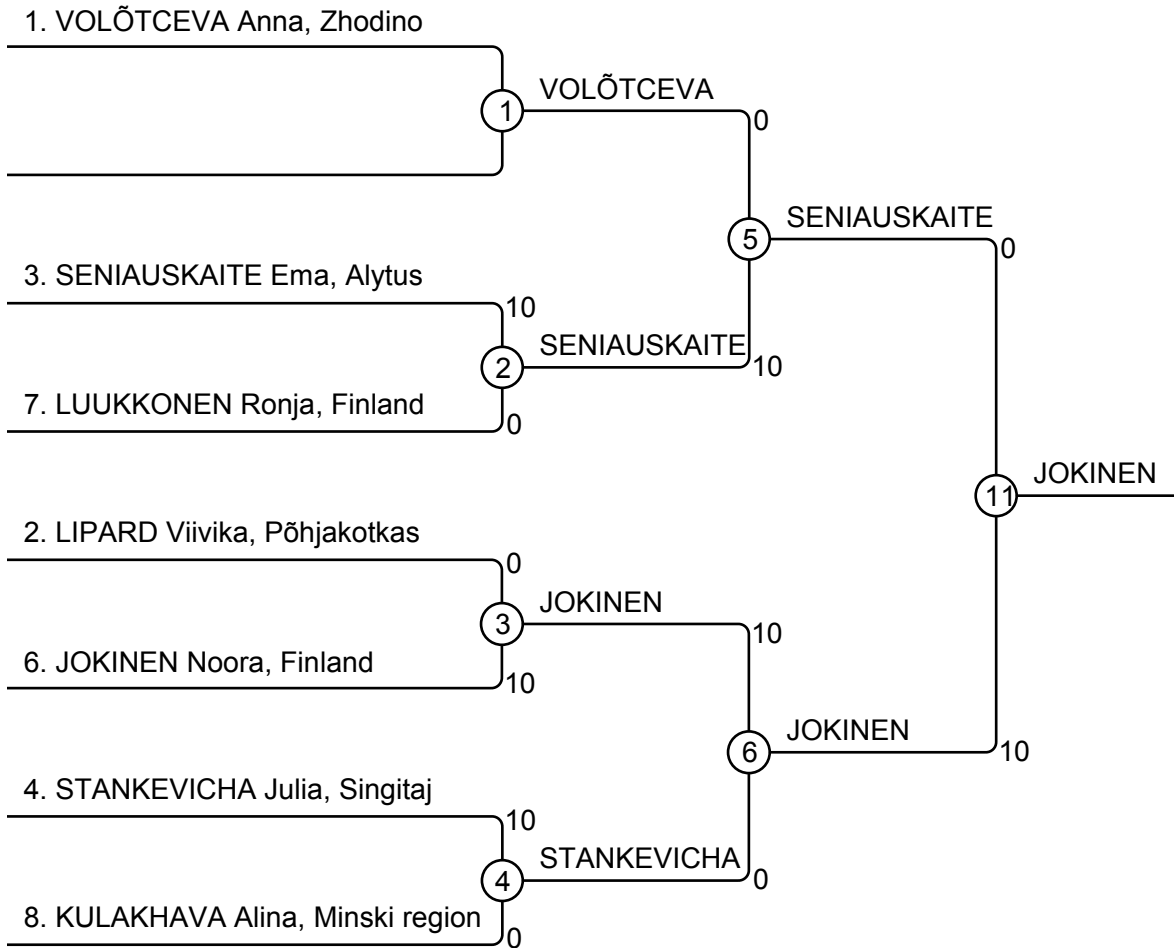 1. VOLÕTCEVA Anna, Zhodino
1
VOLÕTCEVA
0
5
SENIAUSKAITE
0
3. SENIAUSKAITE Ema, Alytus
10
2
SENIAUSKAITE
10
7. LUUKKONEN Ronja, Finland
0
11
JOKINEN
2. LIPARD Viivika, Põhjakotkas
0
3
JOKINEN
10
6. JOKINEN Noora, Finland
10
6
JOKINEN
10
4. STANKEVICHA Julia, Singitaj
10
4
STANKEVICHA
0
8. KULAKHAVA Alina, Minski region
0